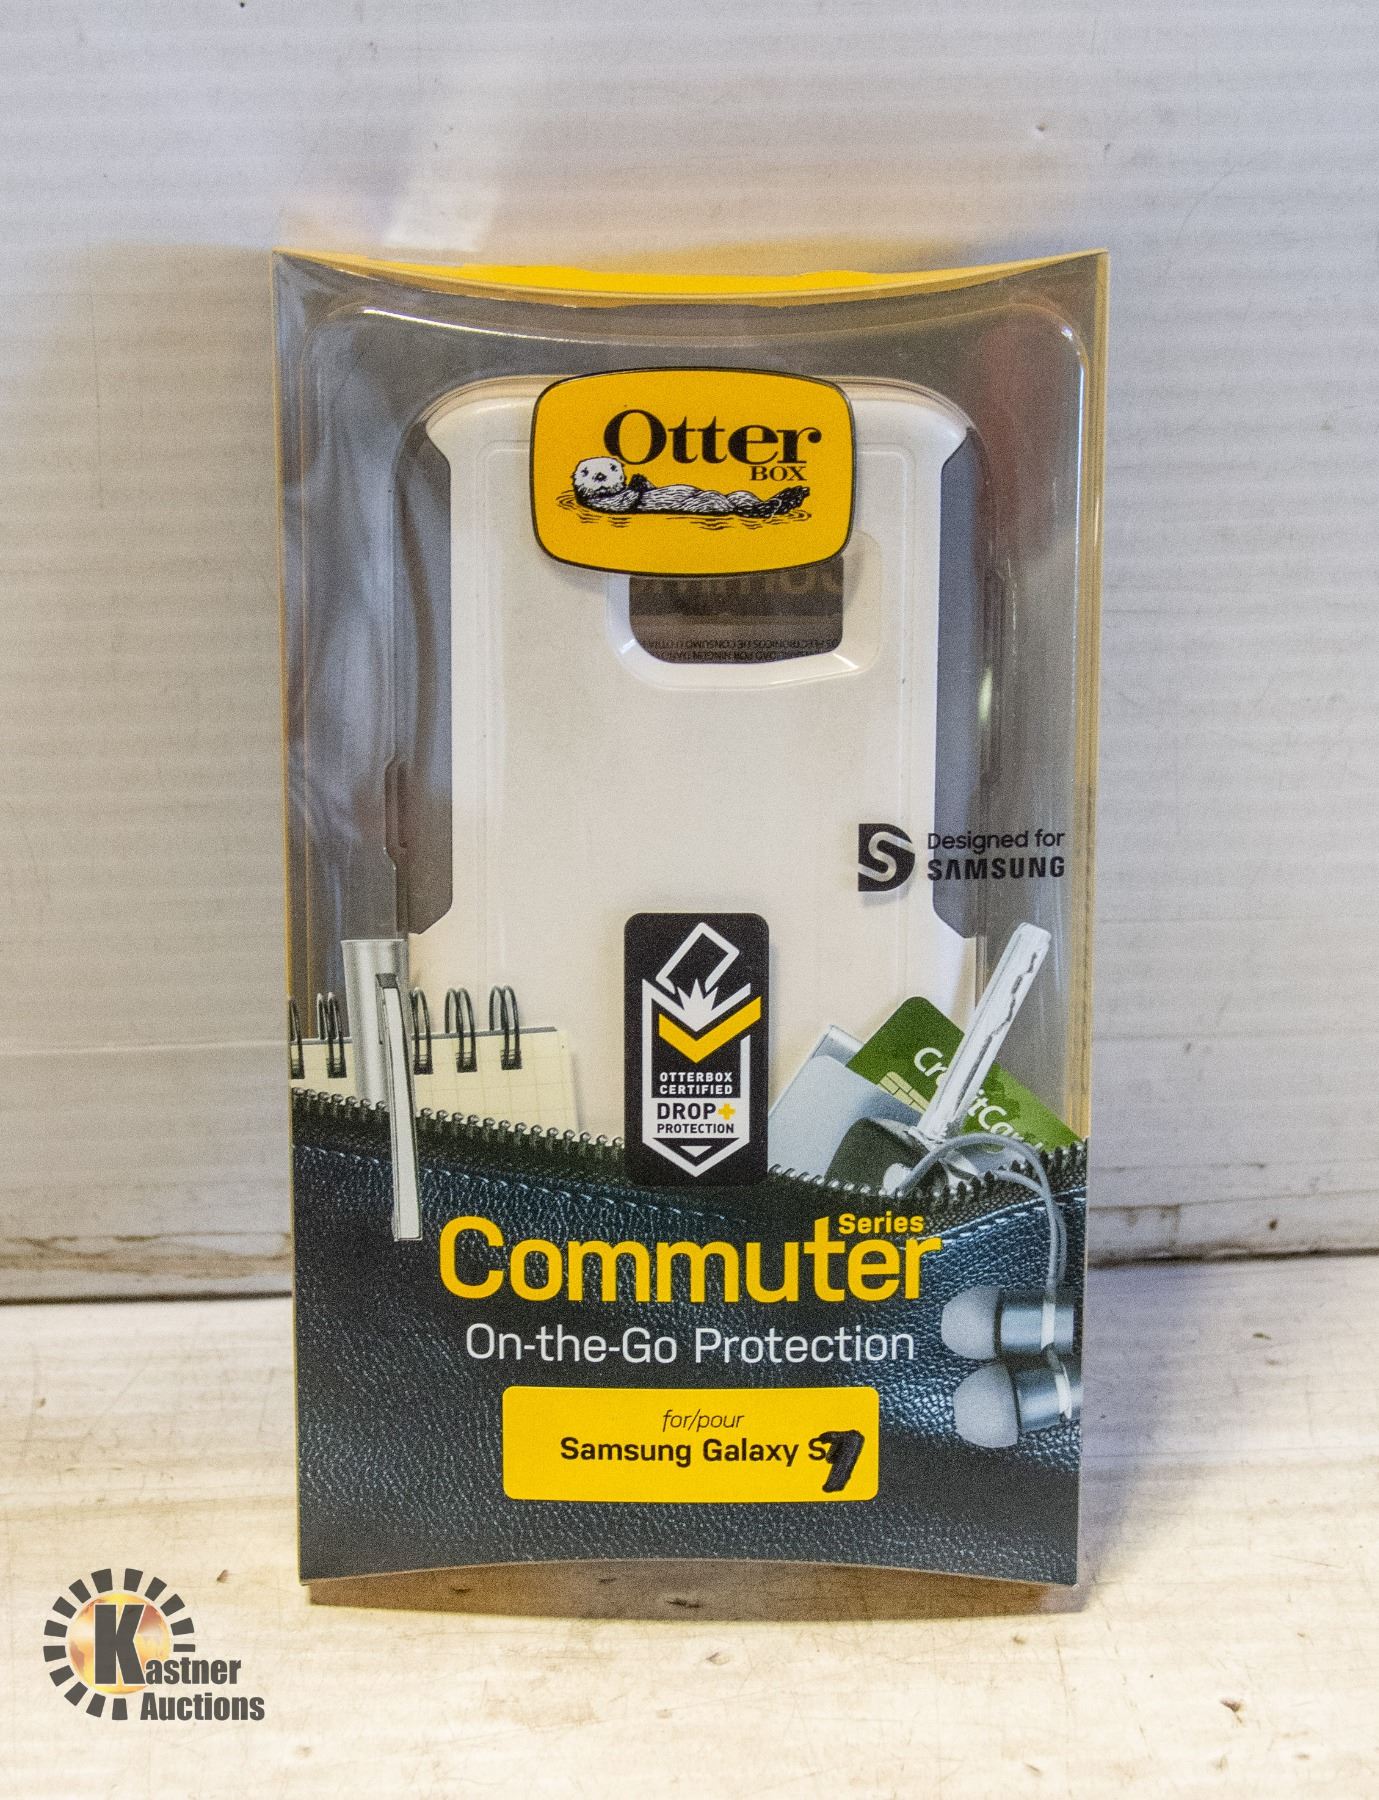 Otter
BOX
Designed for
SAMSUNG
CreditCard
OTTERBOX
CERTIFIED
DROP+
PROTECTION
Series
Commuter
On-the-Go Protection
for/pour
Samsung Galaxy S7
Kastner
Auctions